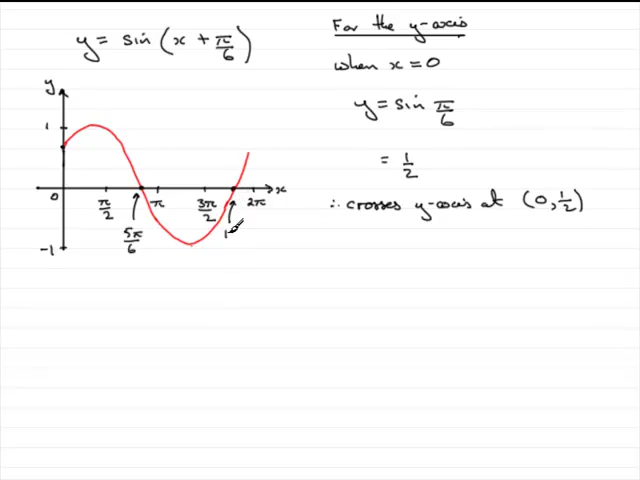 y = sin (x + π/6)
y
1
0
π/2
5π/6
π
3π/2
2π
x
-1
For the y-axis
when x = 0
y = sin π/6
= 1/2
∴ crosses y-axis at (0, 1/2)